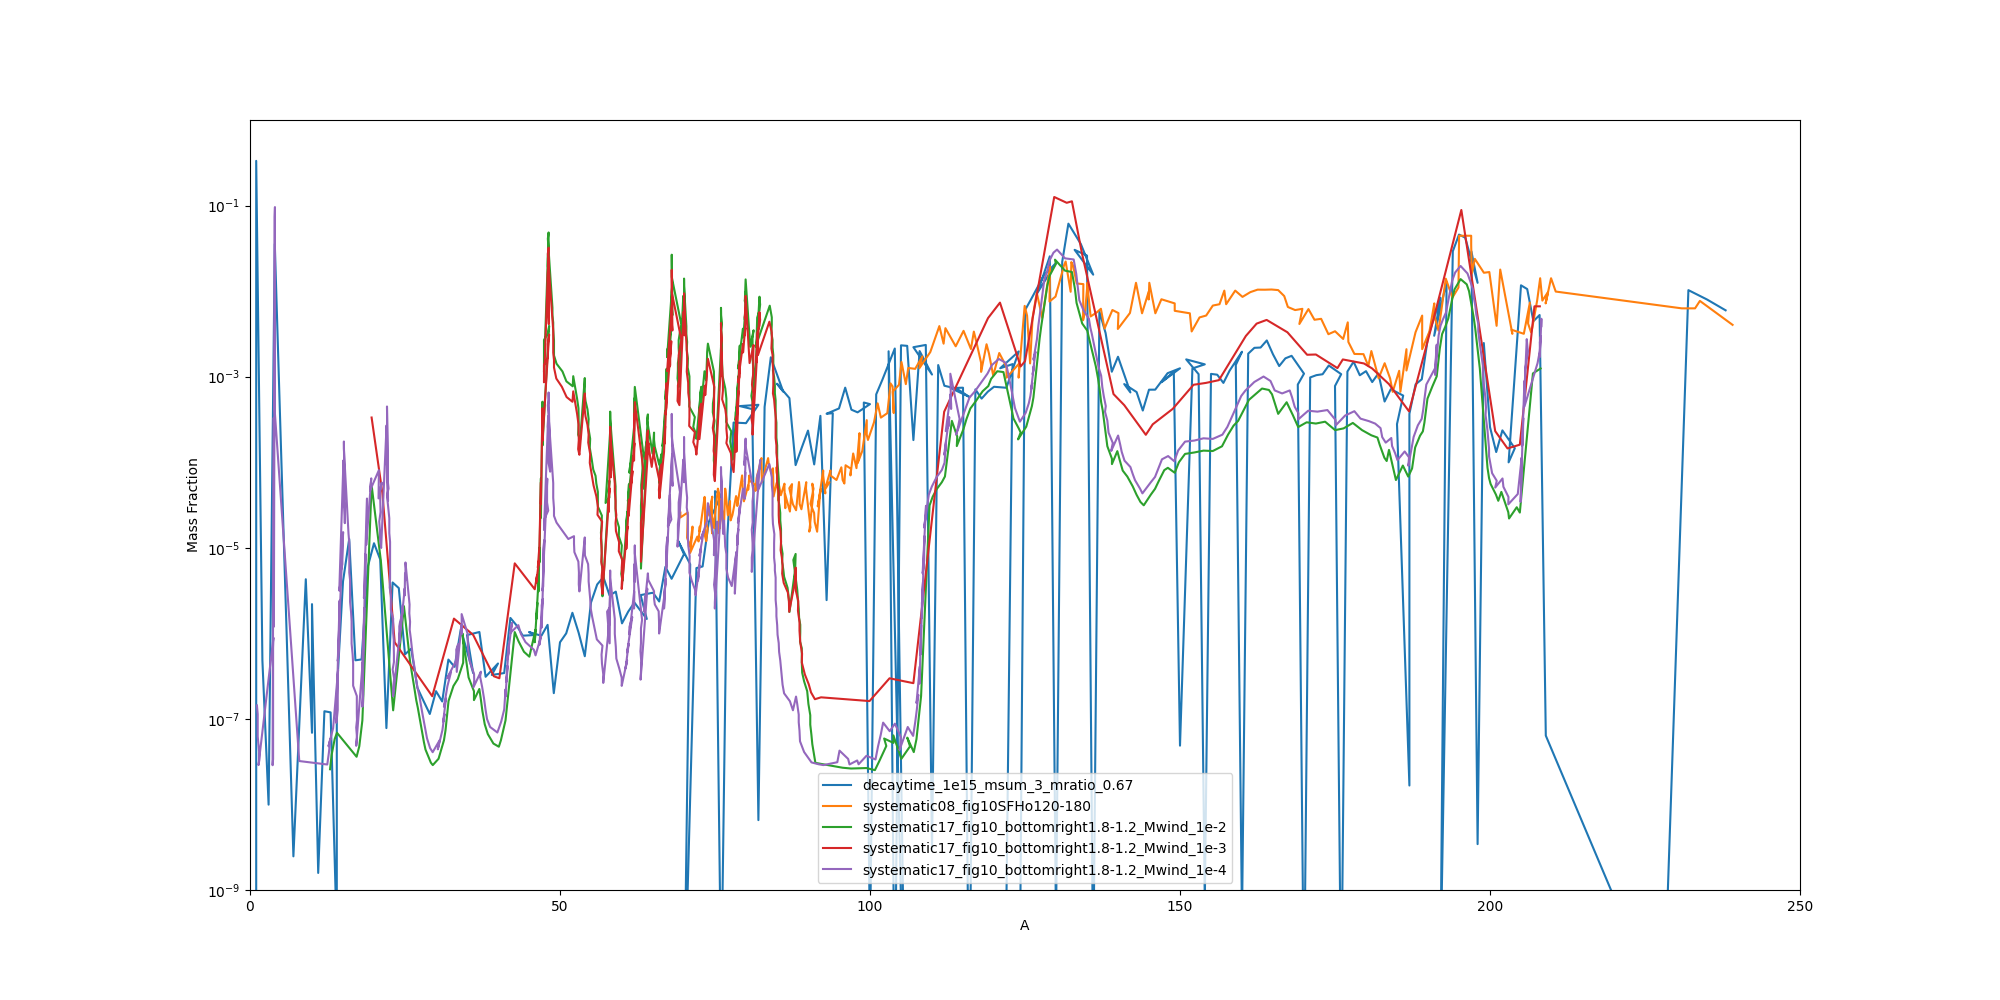 10⁻¹
10⁻³
10⁻⁵
10⁻⁷
10⁻⁹
Mass Fraction
decaytime_1e15_msum_3_mratio_0.67
systematic08_fig10SFHo120-180
systematic17_fig10_bottomright1.8-1.2_Mwind_1e-2
systematic17_fig10_bottomright1.8-1.2_Mwind_1e-3
systematic17_fig10_bottomright1.8-1.2_Mwind_1e-4
0 50 100 150 200 250
A